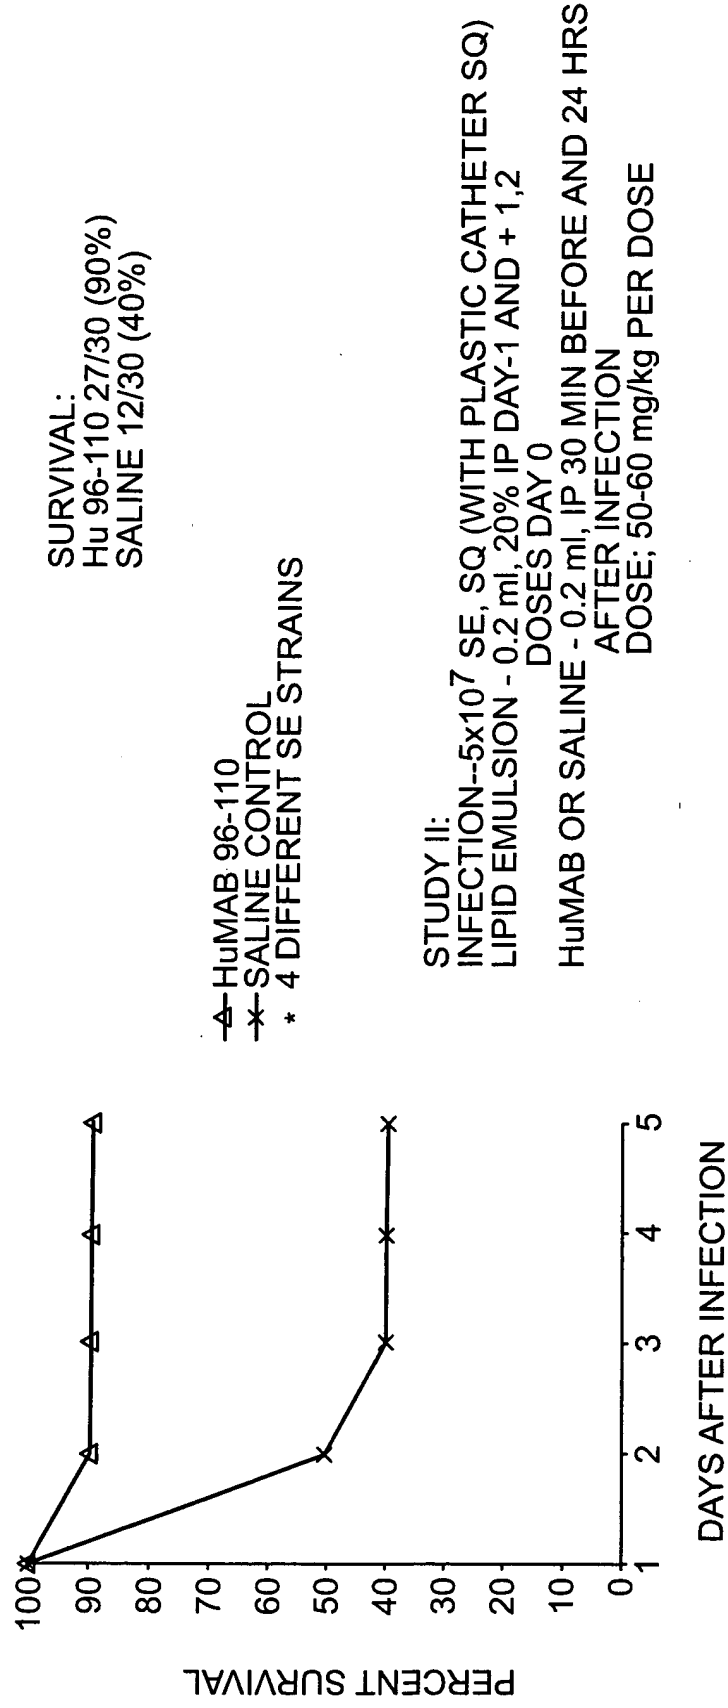 PERCENT SURVIVAL
100
90
80
70
60
50
40
30
20
10
0
1
2
3
4
5
DAYS AFTER INFECTION
SURVIVAL:
Hu 96-110 27/30 (90%)
SALINE 12/30 (40%)
HuMAB 96-110
SALINE CONTROL
* 4 DIFFERENT SE STRAINS
STUDY II:
INFECTION--5x10⁷ SE, SQ (WITH PLASTIC CATHETER SQ)
LIPID EMULSION - 0.2 ml, 20% IP DAY-1 AND + 1,2
DOSES DAY 0
HuMAB OR SALINE - 0.2 ml, IP 30 MIN BEFORE AND 24 HRS
AFTER INFECTION
DOSE; 50-60 mg/kg PER DOSE